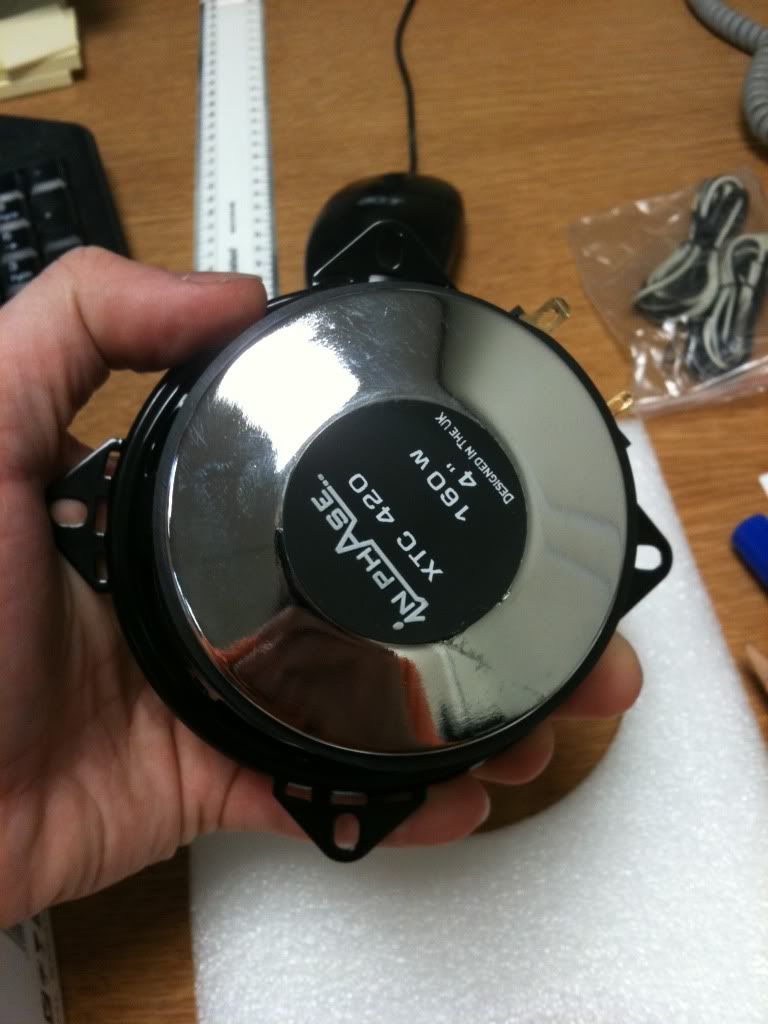 iN PHASE...
XTC 420
160 W
4"
DESIGNED IN THE UK